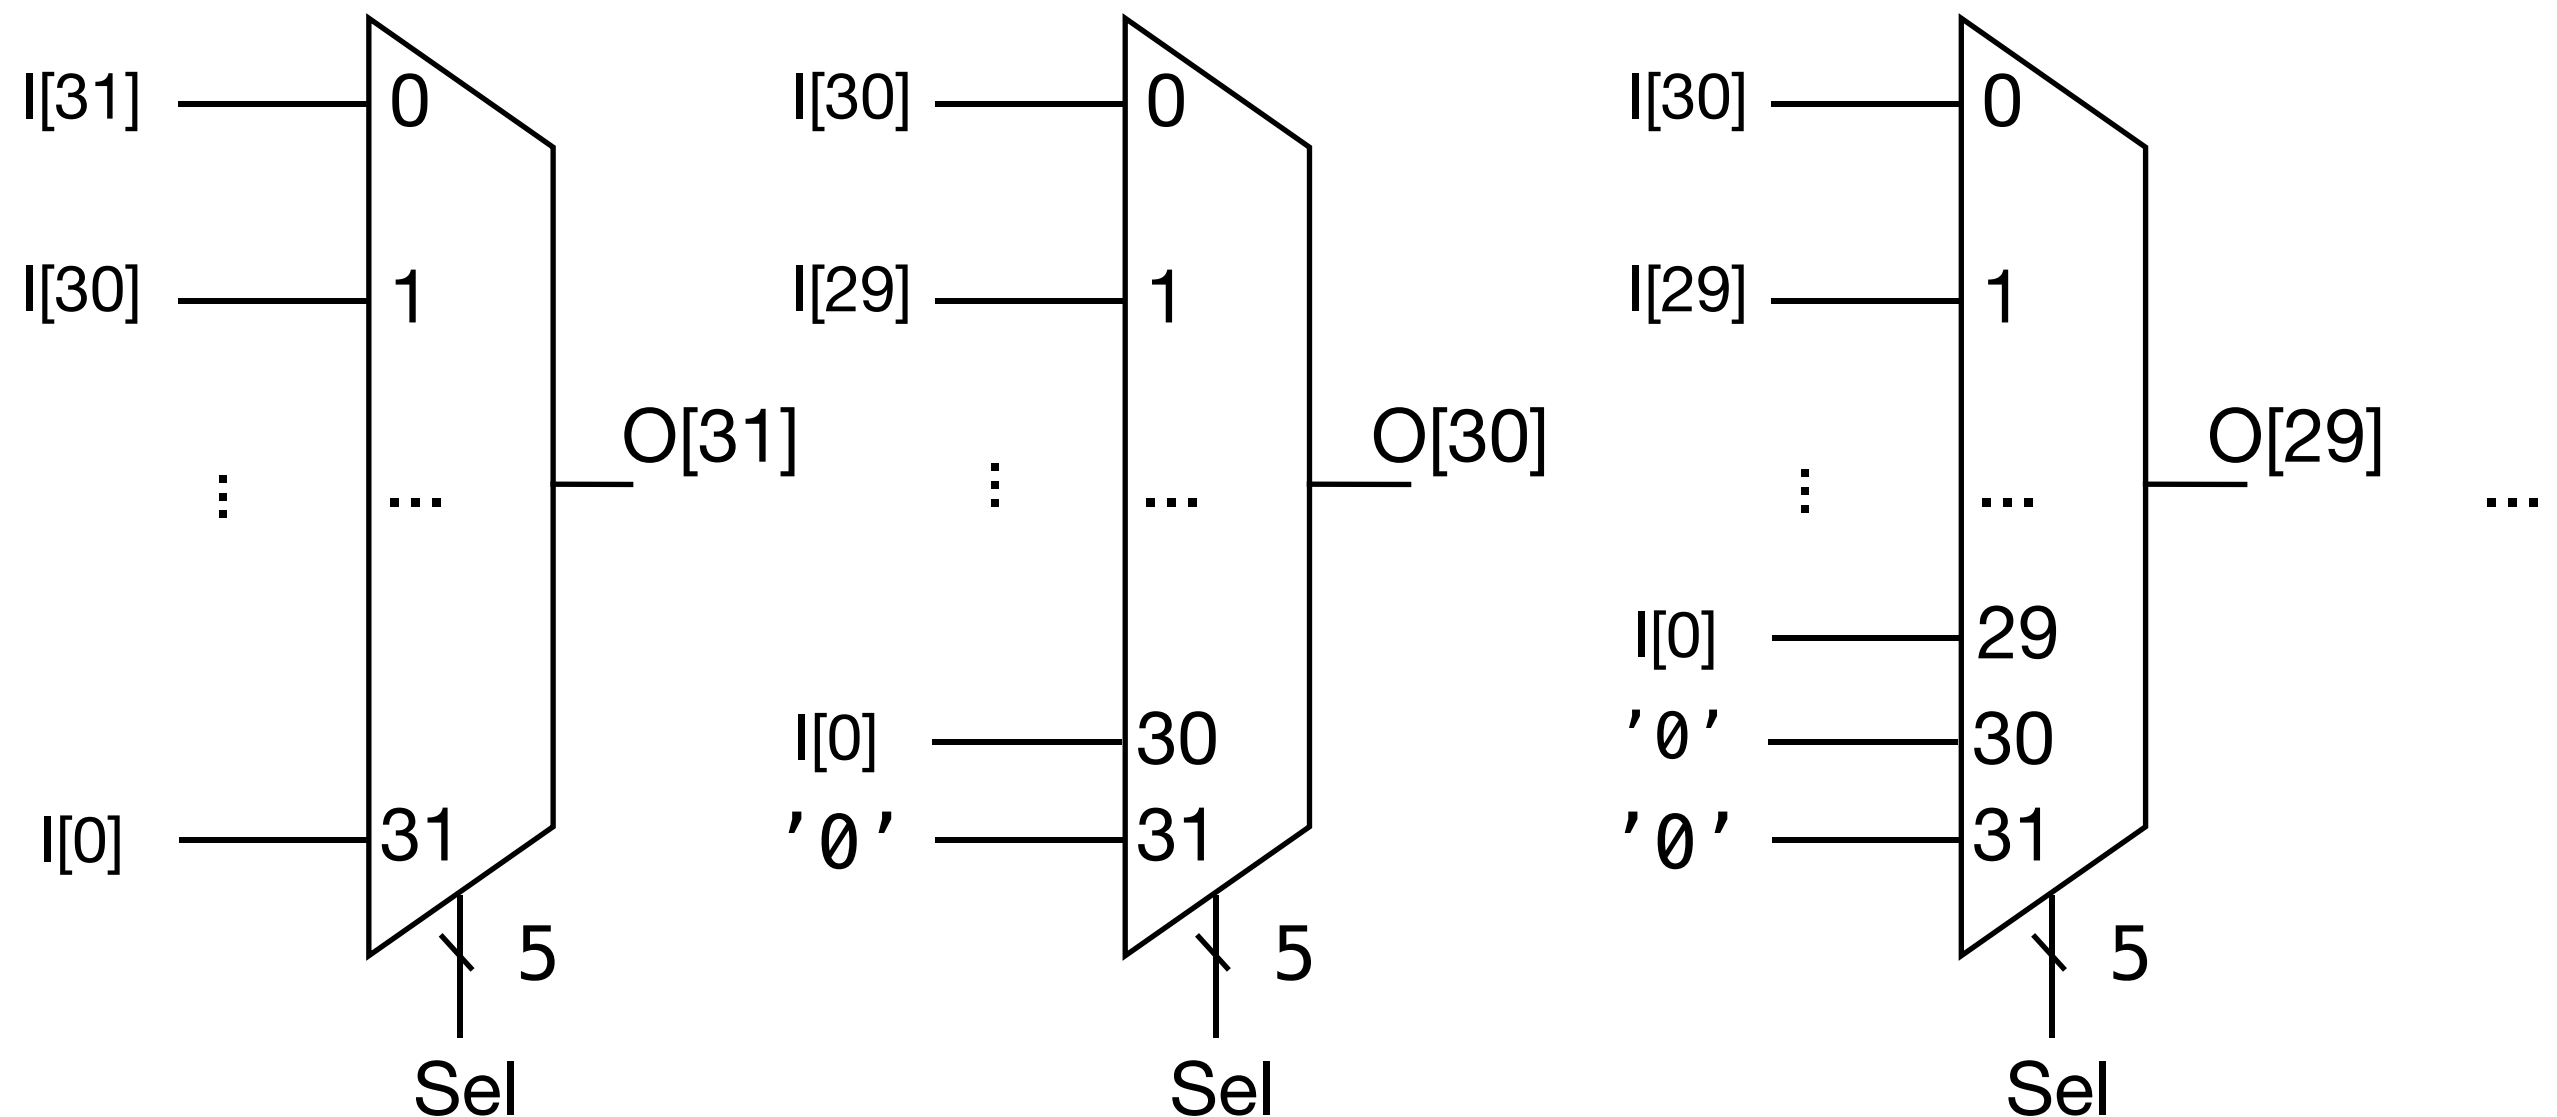 I[31]
0
I[30]
1
⋮
...
O[31]
I[0]
31
5
Sel
I[30]
0
I[29]
1
⋮
...
O[30]
I[0]
30
'0'
31
5
Sel
I[30]
0
I[29]
1
⋮
...
O[29]
I[0]
29
'0'
30
'0'
31
5
Sel
...